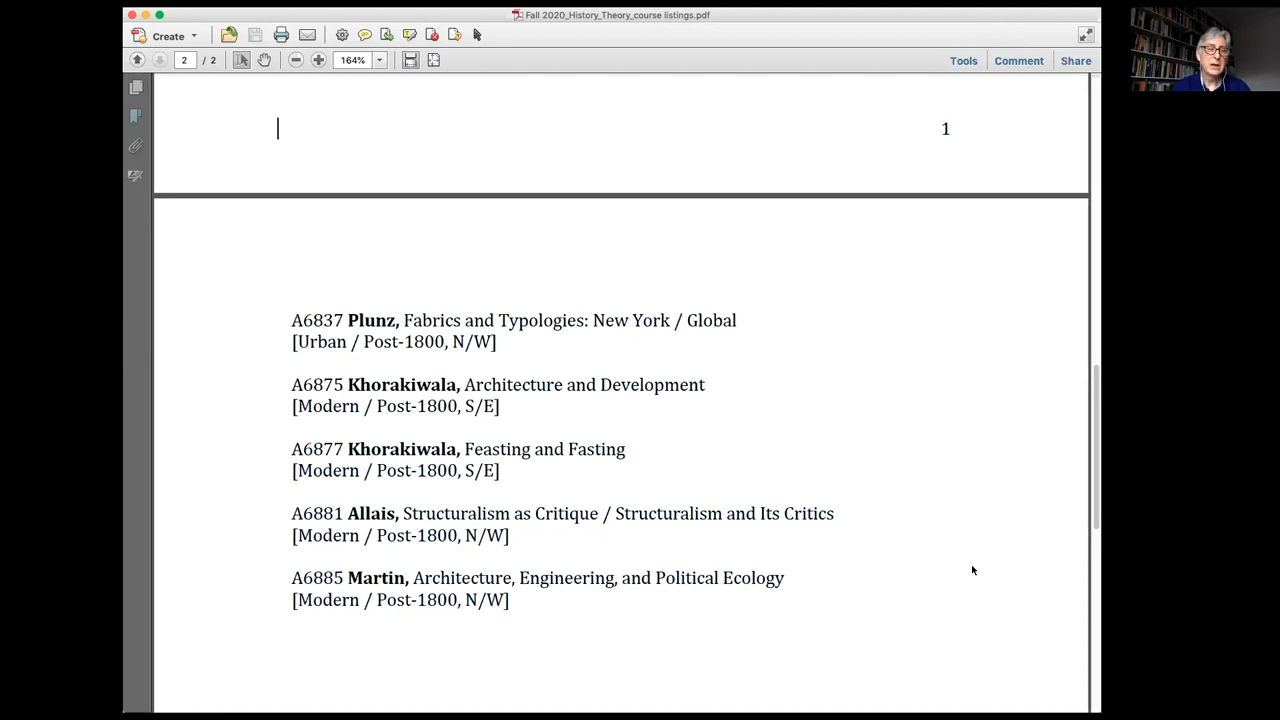 Fall 2020_History_Theory_course listings.pdf
Create
2 / 2
164%
Tools
Comment
Share
1
A6837 Plunz, Fabrics and Typologies: New York / Global
[Urban / Post-1800, N/W]
A6875 Khorakiwala, Architecture and Development
[Modern / Post-1800, S/E]
A6877 Khorakiwala, Feasting and Fasting
[Modern / Post-1800, S/E]
A6881 Allais, Structuralism as Critique / Structuralism and Its Critics
[Modern / Post-1800, N/W]
A6885 Martin, Architecture, Engineering, and Political Ecology
[Modern / Post-1800, N/W]